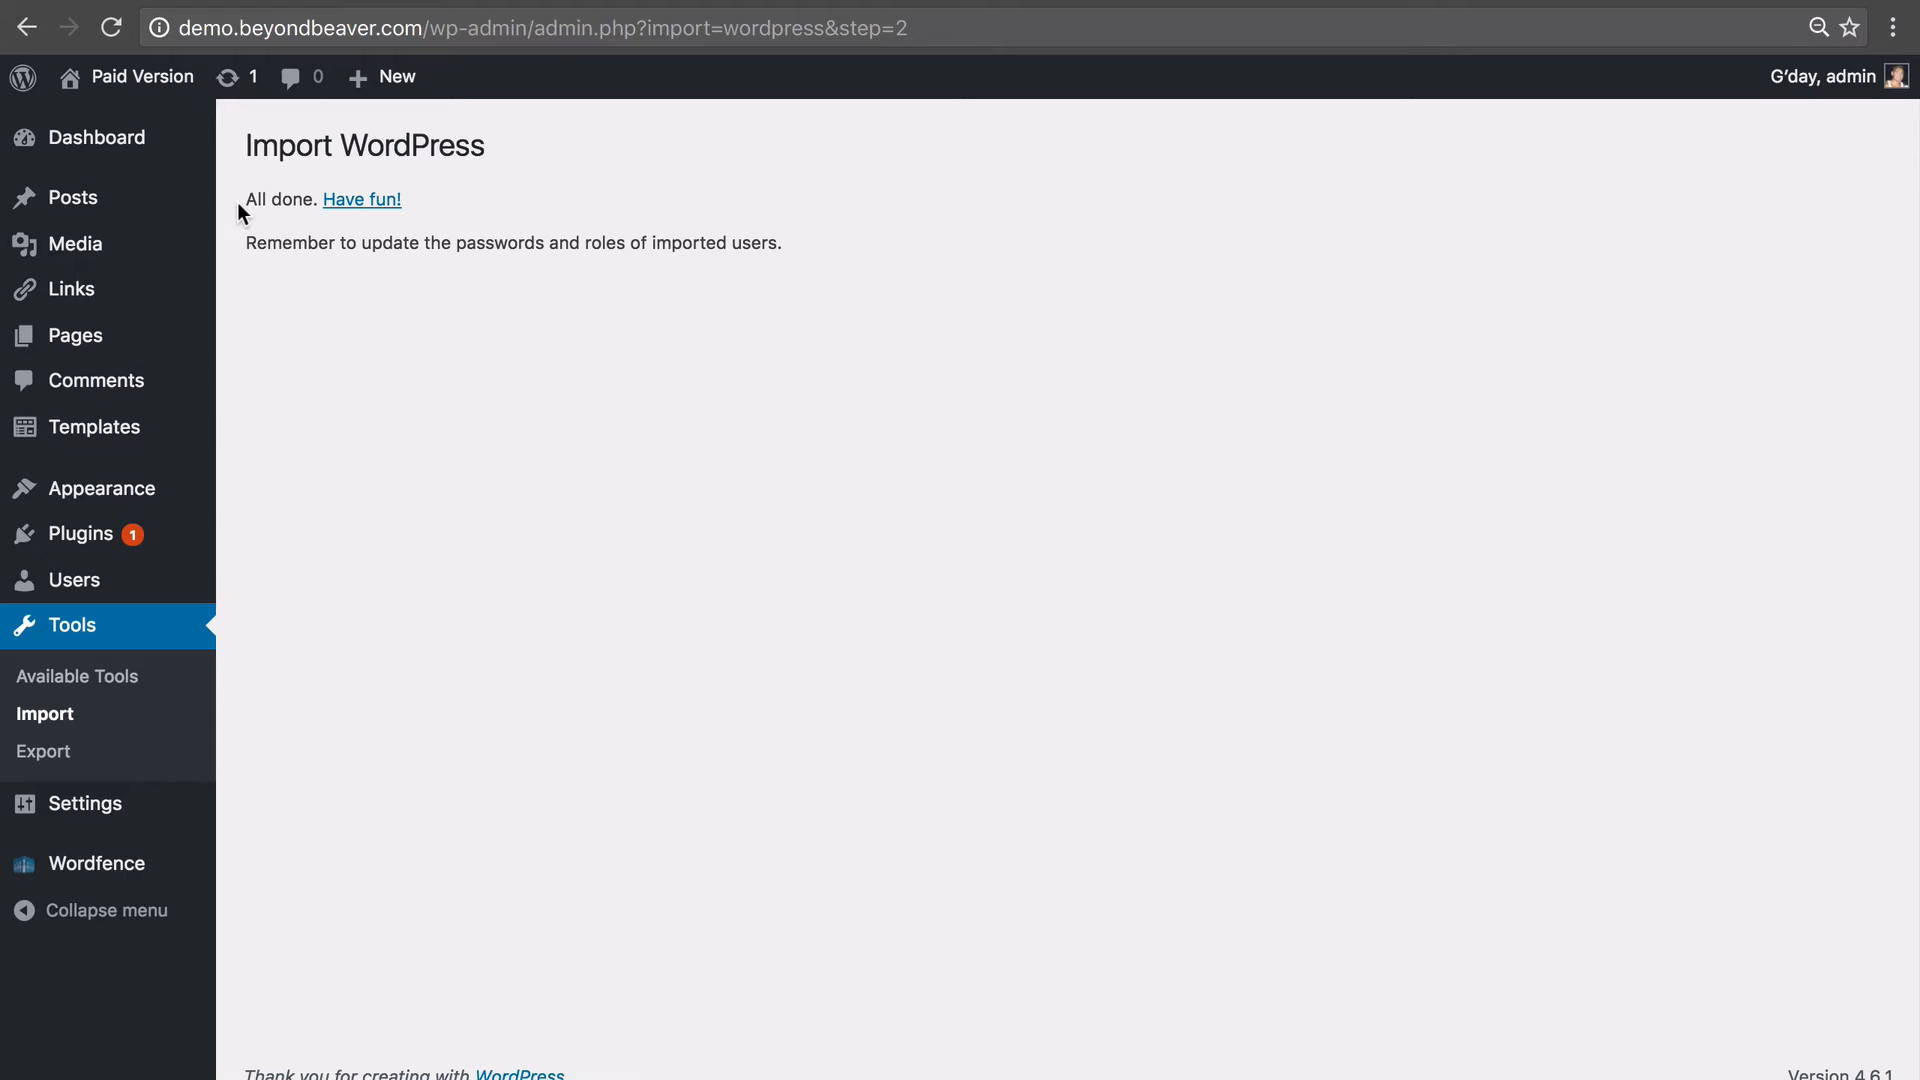 demo.beyondbeaver.com/wp-admin/admin.php?import=wordpress&step=2
Paid Version 1 0 New
G'day, admin
Dashboard
Posts
Media
Links
Pages
Comments
Templates
Appearance
Plugins 1
Users
Tools
Available Tools
Import
Export
Settings
Wordfence
Collapse menu
Import WordPress
All done. Have fun!
Remember to update the passwords and roles of imported users.
Thank you for creating with WordPress
Version 4.6.1